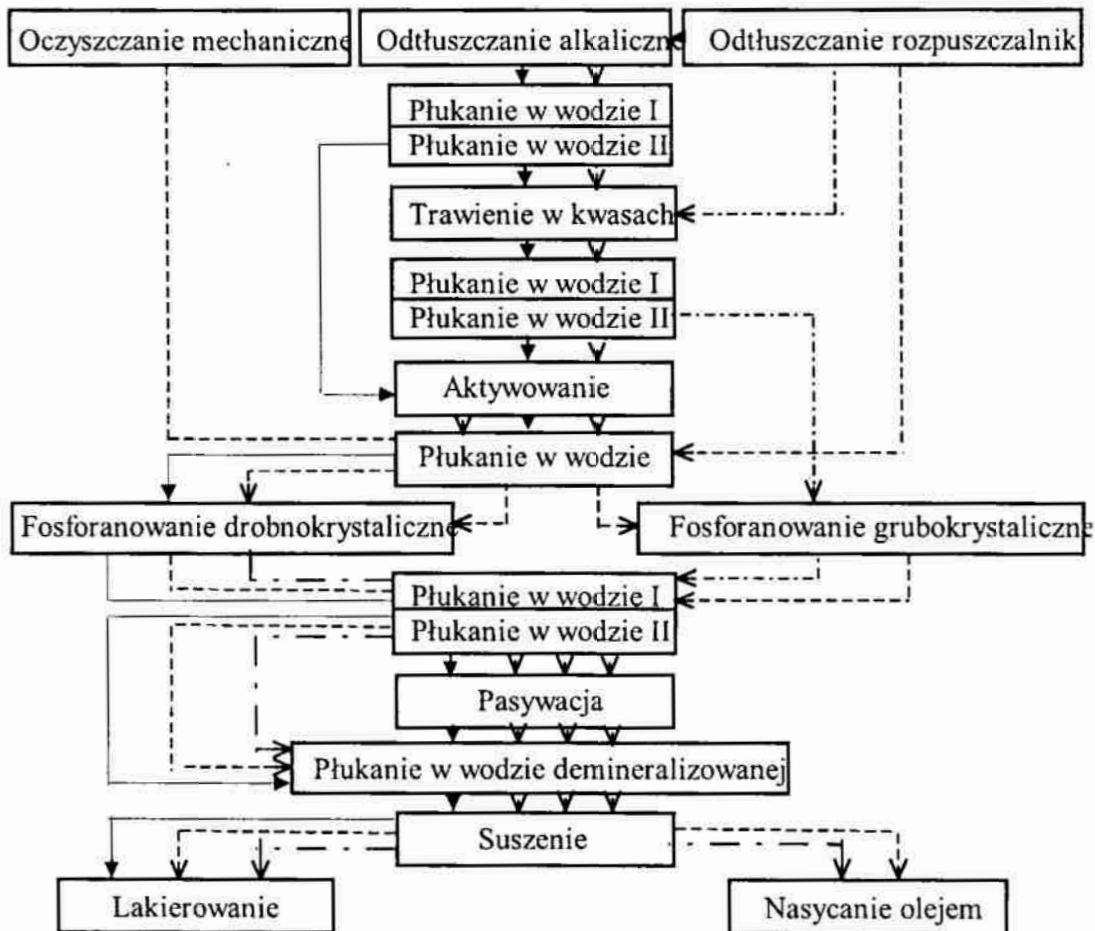 Oczyszczanie mechaniczne
Odtłuszczanie alkaliczne
Odtłuszczanie rozpuszczalnik
Płukanie w wodzie I
Płukanie w wodzie II
Trawienie w kwasach
Płukanie w wodzie I
Płukanie w wodzie II
Aktywowanie
Płukanie w wodzie
Fosforanowanie drobnokrystaliczne
Fosforanowanie grubokrystaliczne
Płukanie w wodzie I
Płukanie w wodzie II
Pasywacja
Płukanie w wodzie demineralizowanej
Suszenie
Lakierowanie
Nasycanie olejem